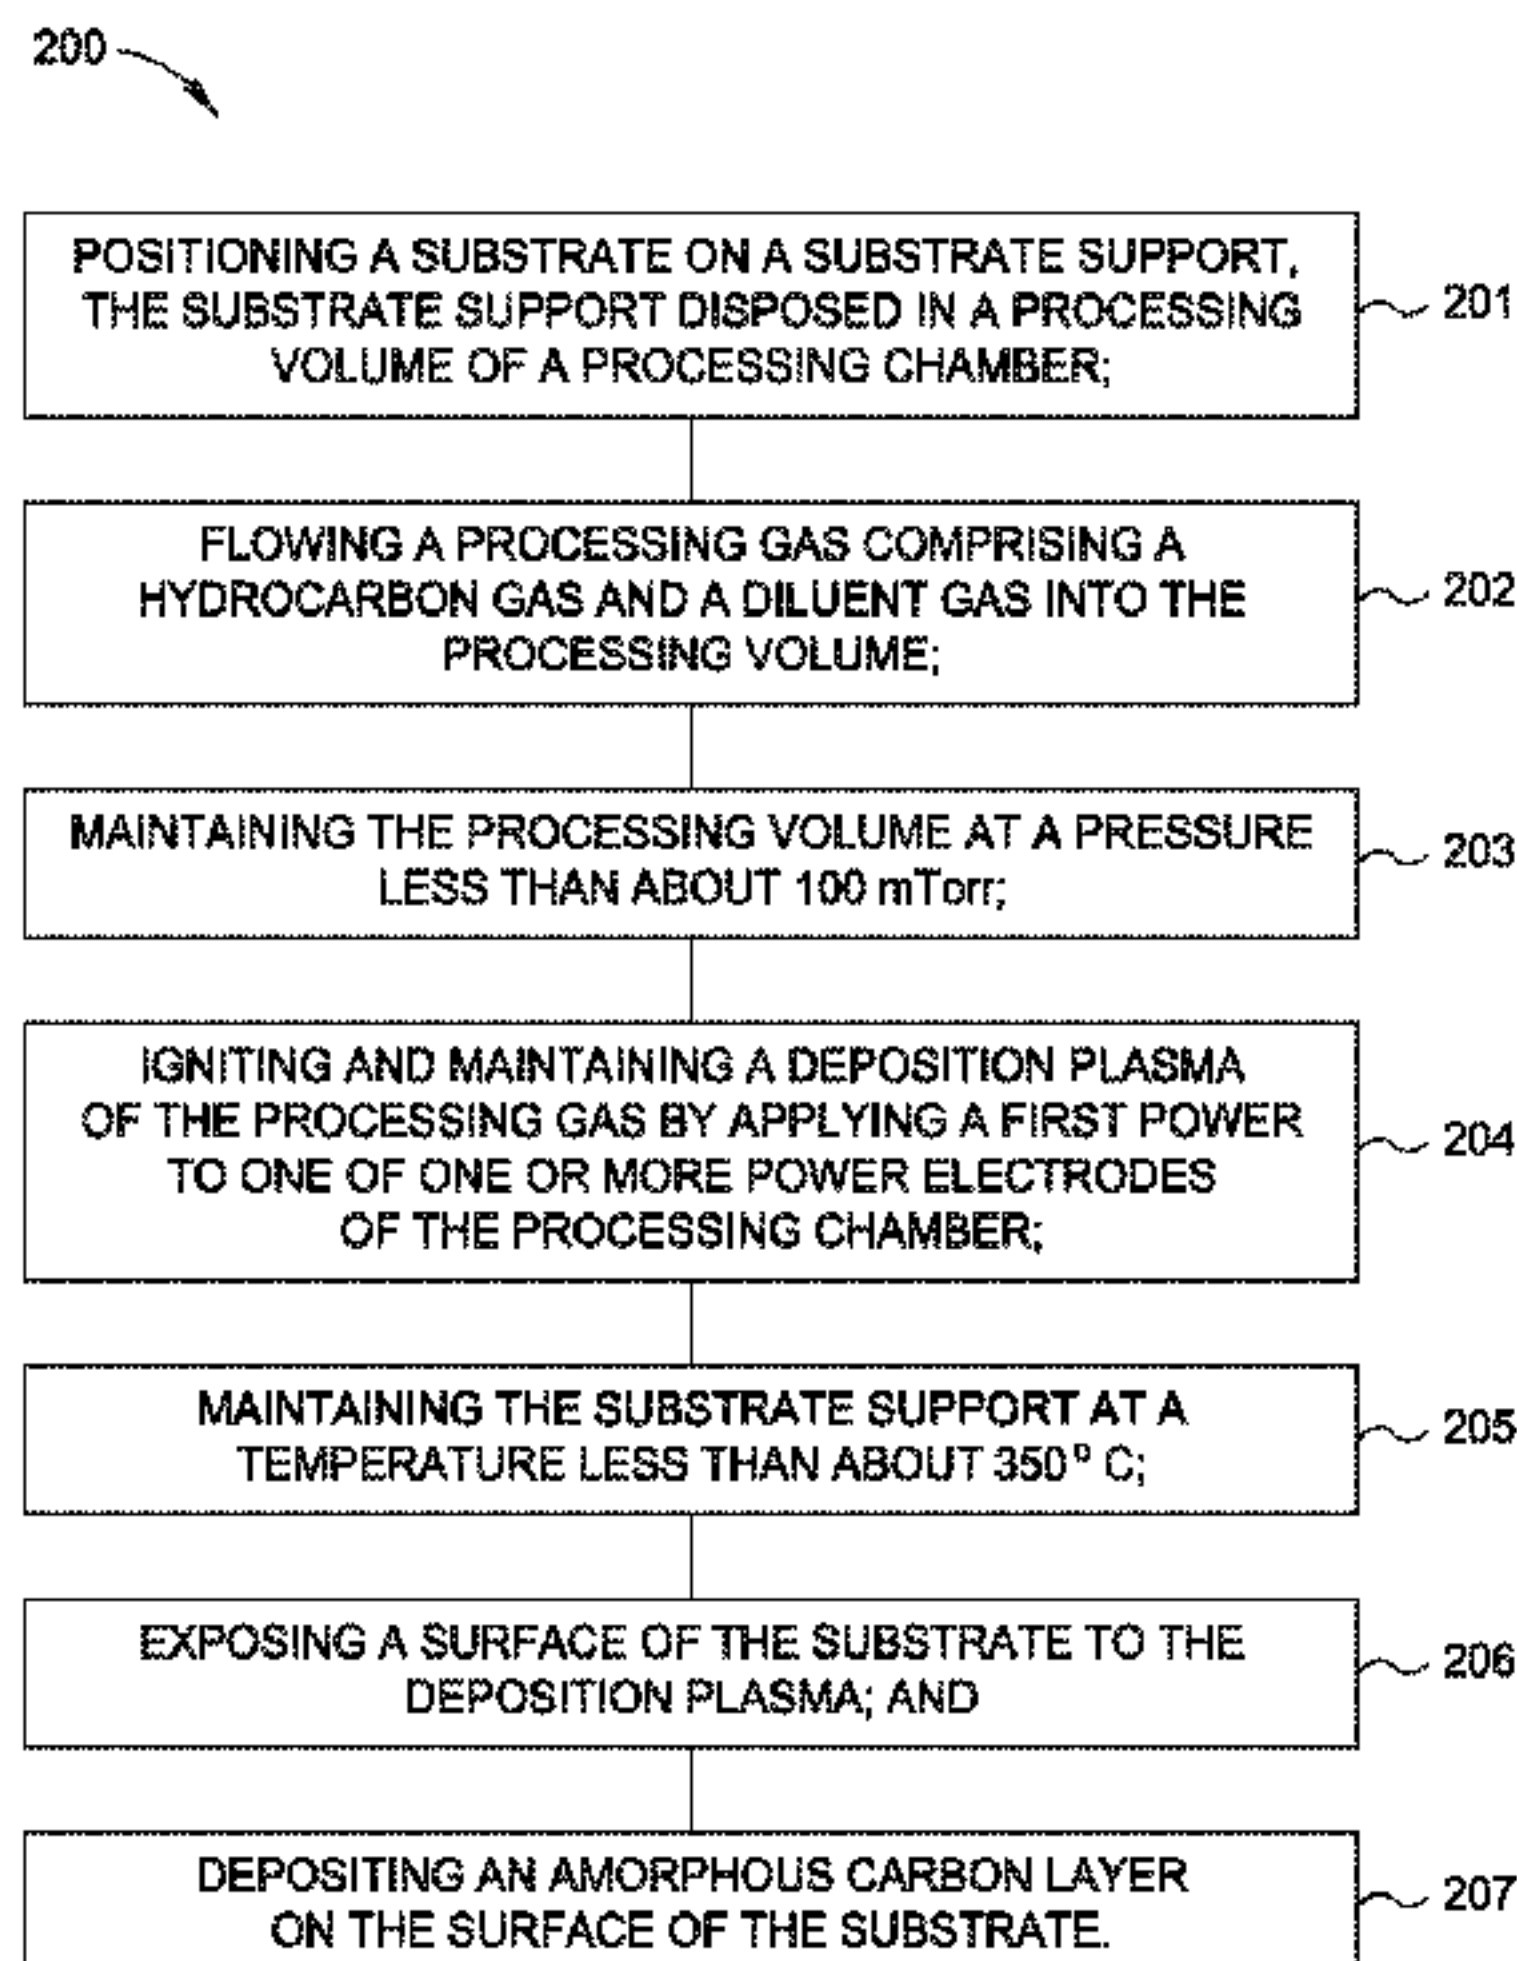 200
POSITIONING A SUBSTRATE ON A SUBSTRATE SUPPORT,
THE SUBSTRATE SUPPORT DISPOSED IN A PROCESSING
VOLUME OF A PROCESSING CHAMBER;
201
FLOWING A PROCESSING GAS COMPRISING A
HYDROCARBON GAS AND A DILUENT GAS INTO THE
PROCESSING VOLUME;
202
MAINTAINING THE PROCESSING VOLUME AT A PRESSURE
LESS THAN ABOUT 100 mTorr;
203
IGNITING AND MAINTAINING A DEPOSITION PLASMA
OF THE PROCESSING GAS BY APPLYING A FIRST POWER
TO ONE OF ONE OR MORE POWER ELECTRODES
OF THE PROCESSING CHAMBER;
204
MAINTAINING THE SUBSTRATE SUPPORT AT A
TEMPERATURE LESS THAN ABOUT 350° C;
205
EXPOSING A SURFACE OF THE SUBSTRATE TO THE
DEPOSITION PLASMA; AND
206
DEPOSITING AN AMORPHOUS CARBON LAYER
ON THE SURFACE OF THE SUBSTRATE.
207